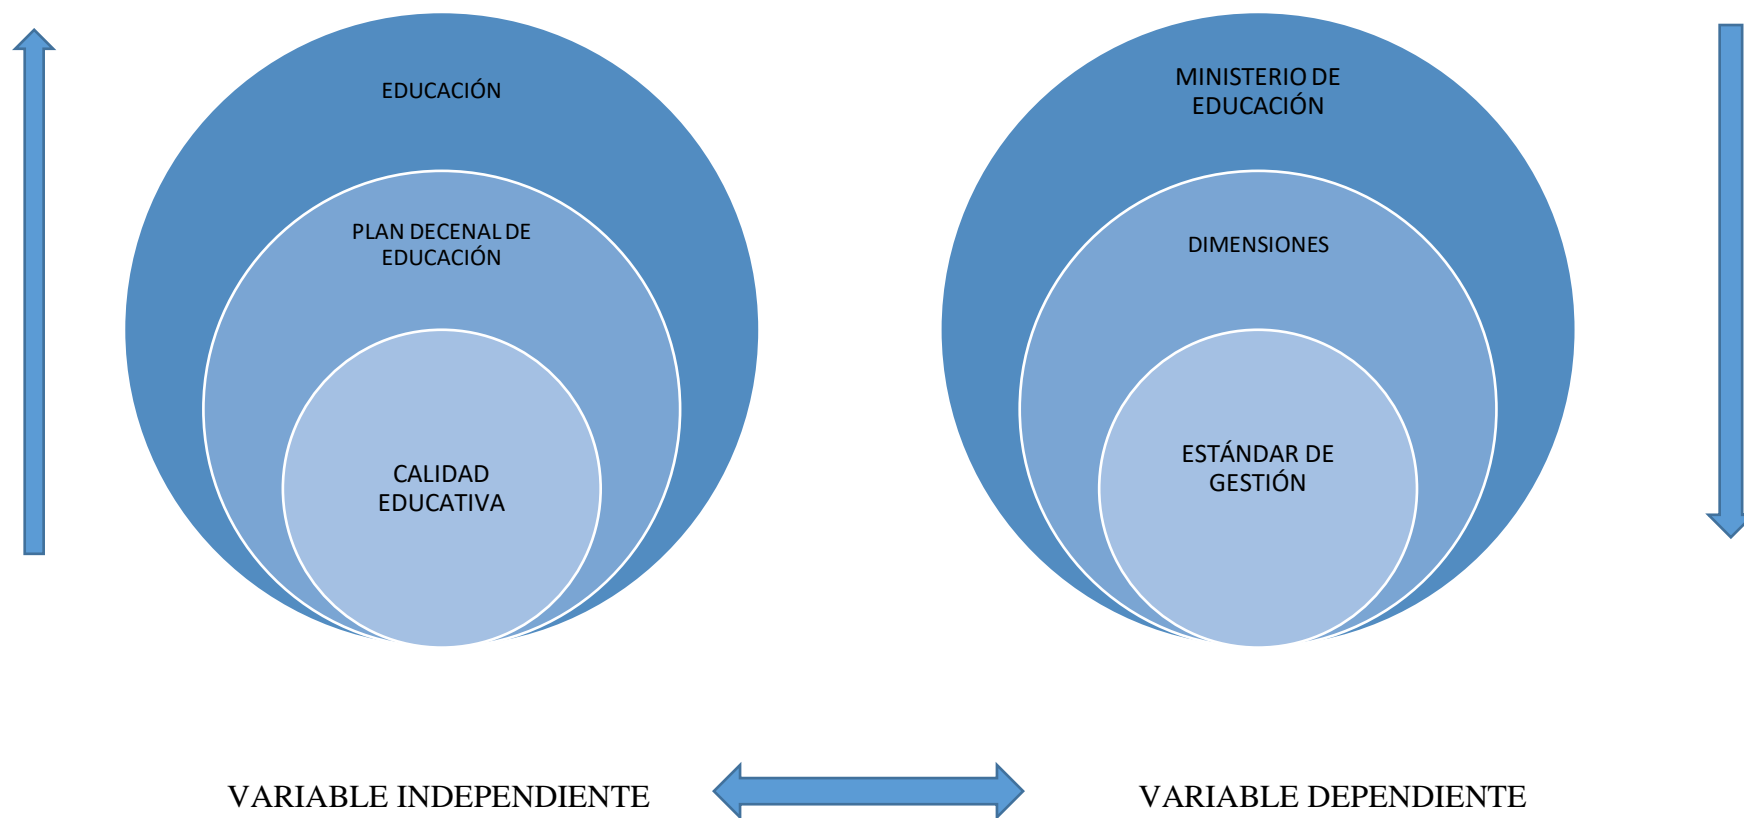 EDUCACIÓN
PLAN DECENAL DE
EDUCACIÓN
CALIDAD
EDUCATIVA
MINISTERIO DE
EDUCACIÓN
DIMENSIONES
ESTÁNDAR DE
GESTIÓN
VARIABLE INDEPENDIENTE
VARIABLE DEPENDIENTE